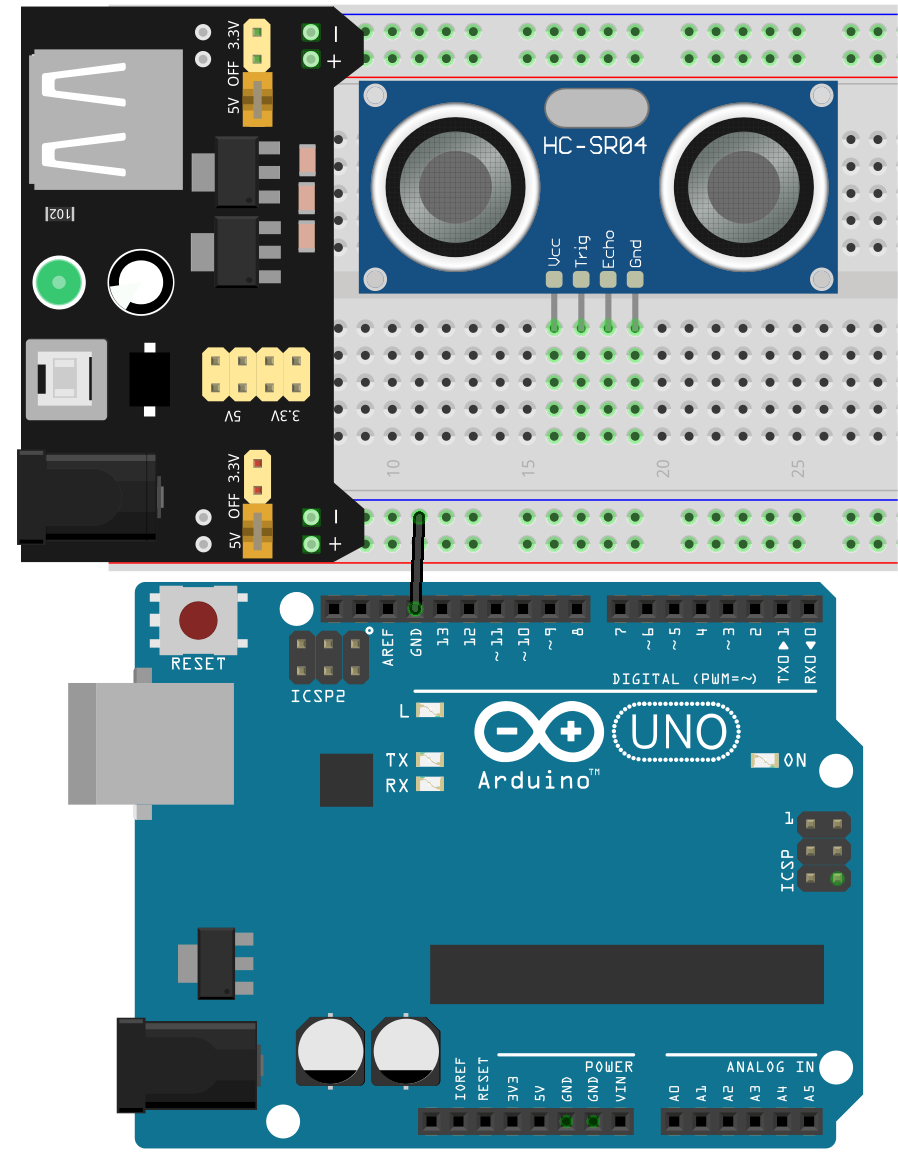 3.3V
OFF
5V
-
+
102
HC-SR04
Vcc
Trig
Echo
Gnd
5V
3.3V
10
15
20
25
3.3V
OFF
5V
-
+
RESET
ICSP2
AREF
GND
13
12
~11
~10
~9
8
7
~6
~5
4
~3
2
TX0▶1
RX0◀0
DIGITAL (PWM=~)
L
TX
RX
Arduino™
UNO
ON
1
ICSP
IOREF
RESET
3V3
5V
GND
GND
VIN
POWER
A0
A1
A2
A3
A4
A5
ANALOG IN